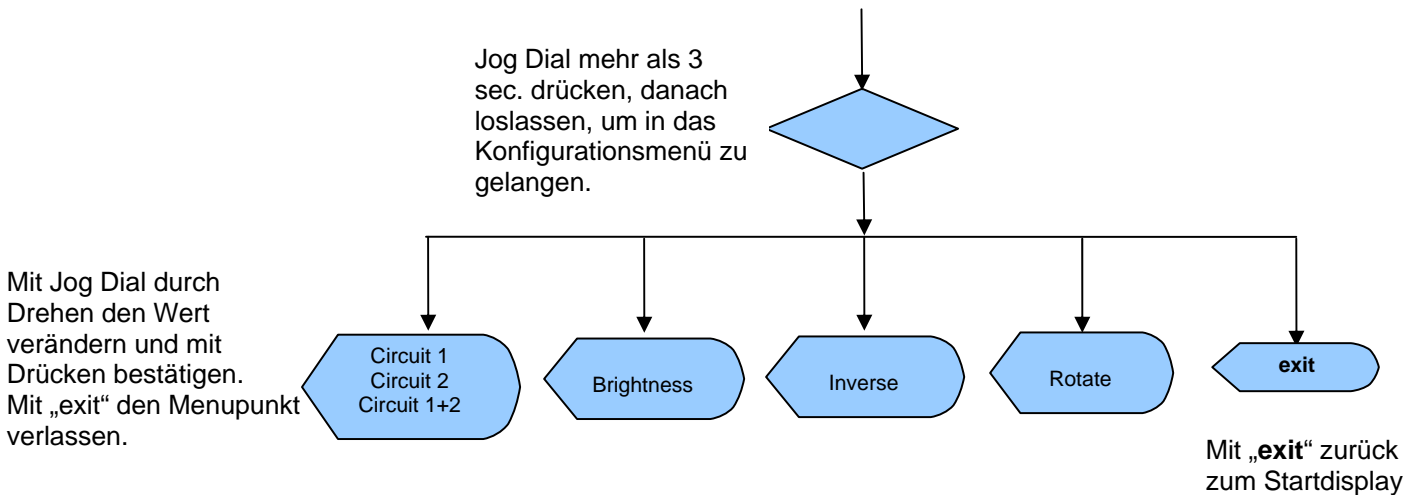 Jog Dial mehr als 3
sec. drücken, danach
loslassen, um in das
Konfigurationsmenü zu
gelangen.
Mit Jog Dial durch
Drehen den Wert
verändern und mit
Drücken bestätigen.
Mit „exit“ den Menupunkt
verlassen.
Circuit 1
Circuit 2
Circuit 1+2
Brightness
Inverse
Rotate
exit
Mit „exit“ zurück
zum Startdisplay